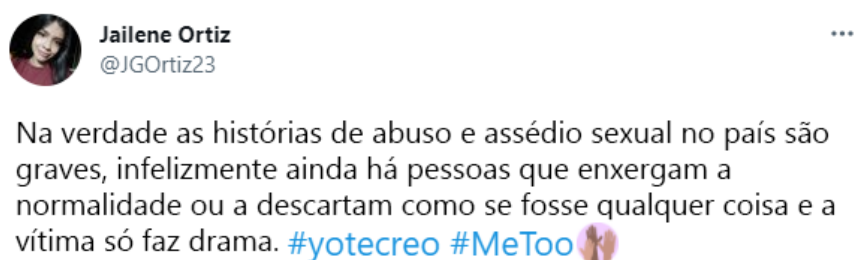 Jailene Ortiz
@JGOrtiz23
Na verdade as histórias de abuso e assédio sexual no país são
graves, infelizmente ainda há pessoas que enxergam a
normalidade ou a descartam como se fosse qualquer coisa e a
vítima só faz drama. #yotecreo #MeToo